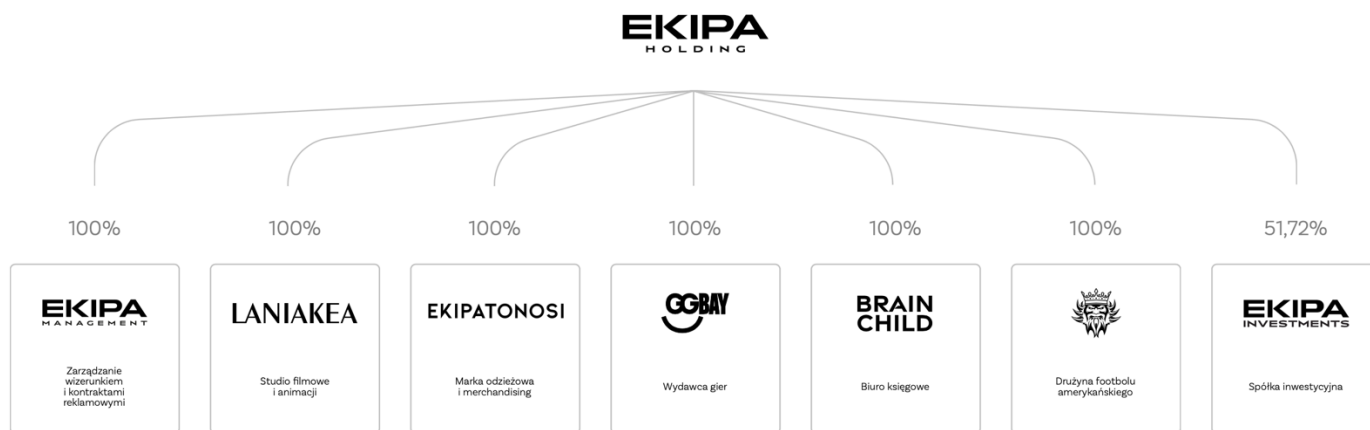 EKIPA
HOLDING
100%
100%
100%
100%
100%
100%
51,72%
EKIPA
MANAGEMENT
Zarządzanie
wizerunkiem
i kontraktami
reklamowymi
LANIAKEA
Studio filmowe
i animacji
EKIPATONOSI
Marka odzieżowa
i merchandising
GGBAY
Wydawca gier
BRAIN
CHILD
Biuro księgowe
Drużyna footbolu
amerykańskiego
EKIPA
INVESTMENTS
Spółka inwestycyjna